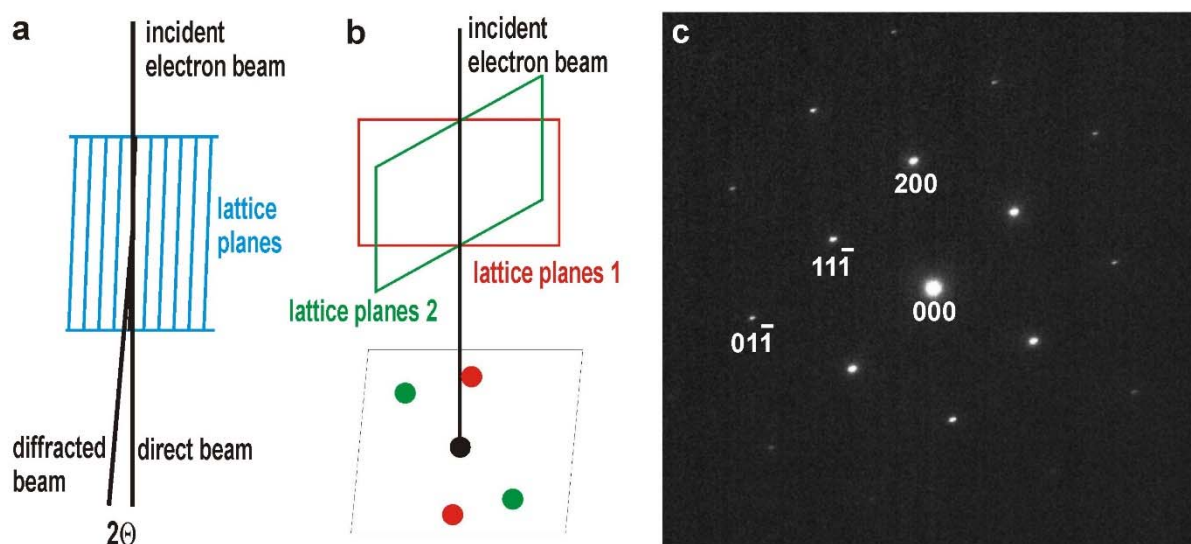 a
incident
electron beam
lattice
planes
diffracted
beam
direct beam
2Θ
b
incident
electron beam
lattice planes 1
lattice planes 2
c
200
111̅
000
011̅